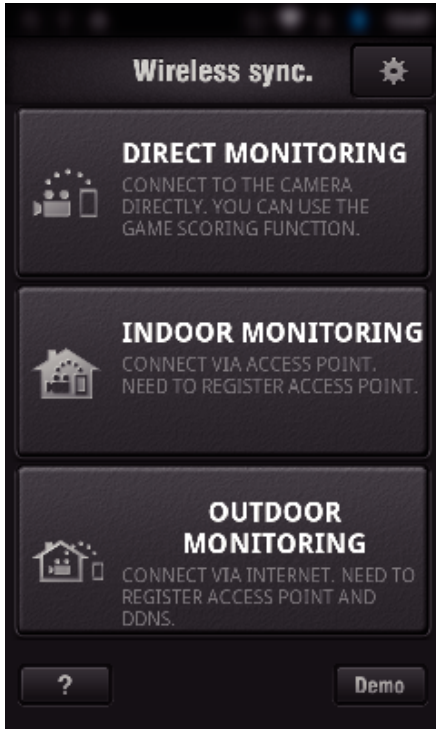 Wireless sync.
DIRECT MONITORING
CONNECT TO THE CAMERA
DIRECTLY. YOU CAN USE THE
GAME SCORING FUNCTION.
INDOOR MONITORING
CONNECT VIA ACCESS POINT.
NEED TO REGISTER ACCESS POINT.
OUTDOOR
MONITORING
CONNECT VIA INTERNET. NEED TO
REGISTER ACCESS POINT AND
DDNS.
?
Demo